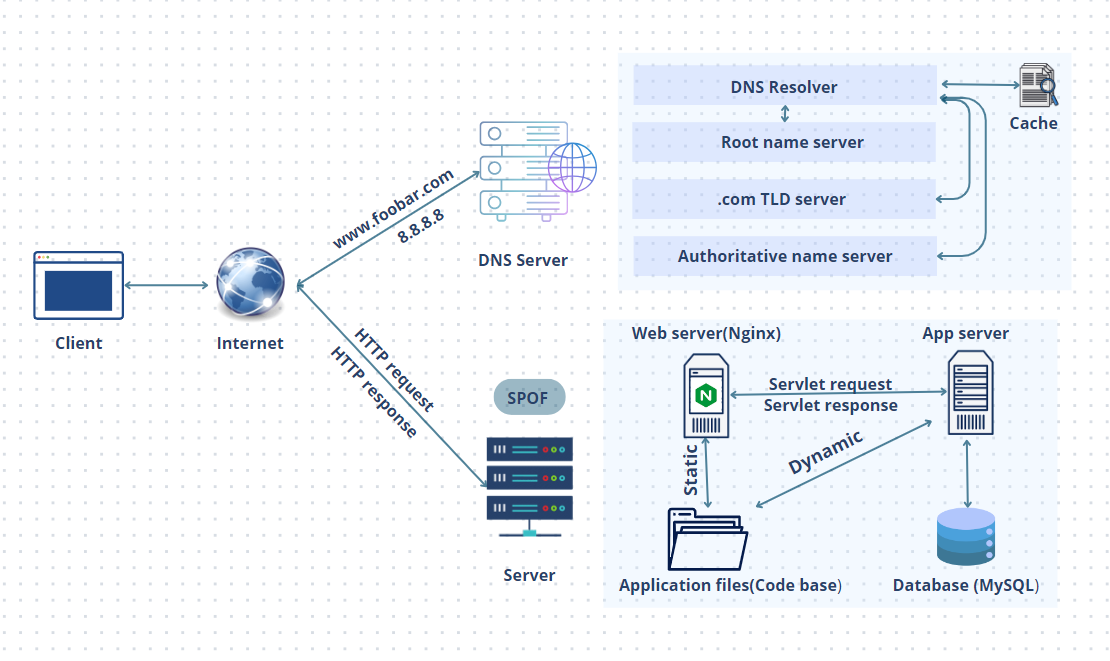 DNS Resolver
Cache
Root name server
.com TLD server
Authoritative name server
www.foobar.com
8.8.8.8
DNS Server
Client
Internet
HTTP request
HTTP response
SPOF
Server
Web server(Nginx)
App server
N
Servlet request
Servlet response
Static
Dynamic
Application files(Code base)
Database (MySQL)